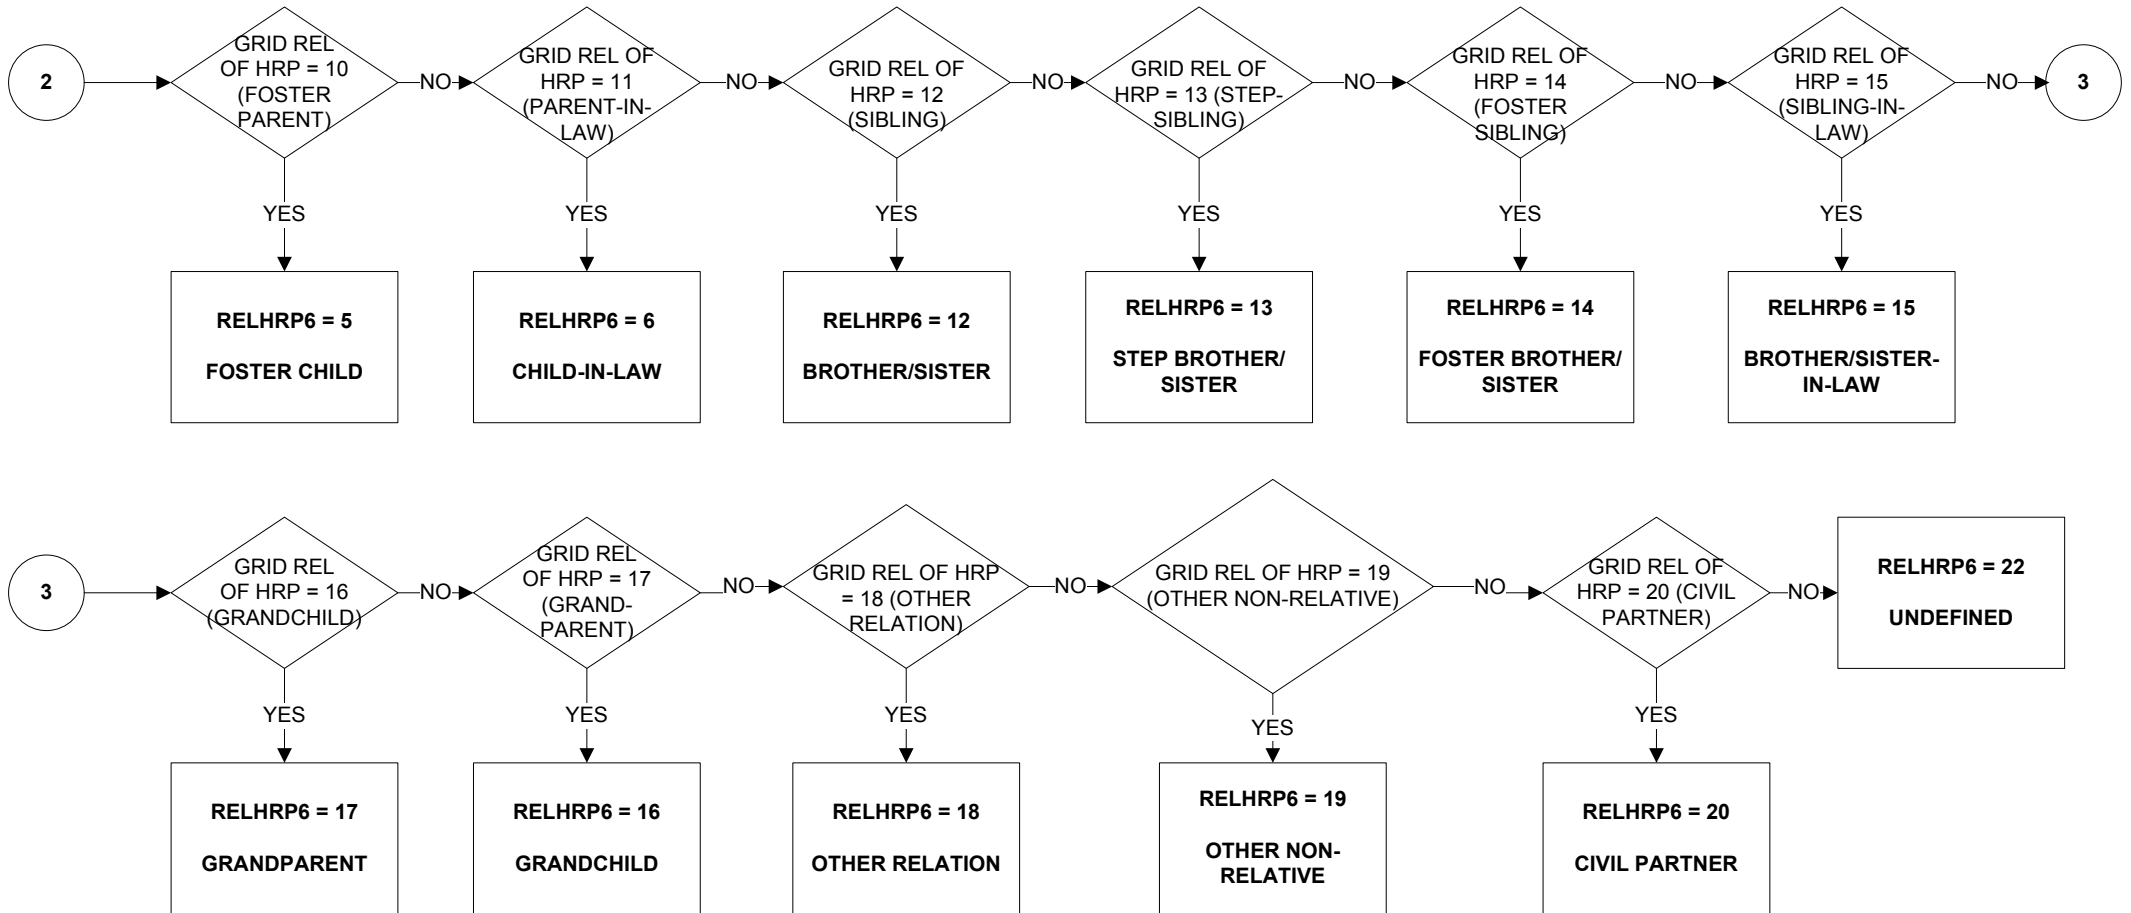 2
GRID REL
OF HRP = 10
(FOSTER
PARENT)
NO
GRID REL OF
HRP = 11
(PARENT-IN-
LAW)
NO
GRID REL OF
HRP = 12
(SIBLING)
NO
GRID REL OF
HRP = 13 (STEP-
SIBLING)
NO
GRID REL OF
HRP = 14
(FOSTER
SIBLING)
NO
GRID REL OF
HRP = 15
(SIBLING-IN-
LAW)
NO
3
YES
YES
YES
YES
YES
YES
RELHRP6 = 5
FOSTER CHILD
RELHRP6 = 6
CHILD-IN-LAW
RELHRP6 = 12
BROTHER/SISTER
RELHRP6 = 13
STEP BROTHER/
SISTER
RELHRP6 = 14
FOSTER BROTHER/
SISTER
RELHRP6 = 15
BROTHER/SISTER-
IN-LAW
3
GRID REL
OF HRP = 16
(GRANDCHILD)
NO
GRID REL
OF HRP = 17
(GRAND-
PARENT)
NO
GRID REL OF HRP
= 18 (OTHER
RELATION)
NO
GRID REL OF HRP = 19
(OTHER NON-RELATIVE)
NO
GRID REL OF
HRP = 20 (CIVIL
PARTNER)
NO
RELHRP6 = 22
UNDEFINED
YES
YES
YES
YES
YES
RELHRP6 = 17
GRANDPARENT
RELHRP6 = 16
GRANDCHILD
RELHRP6 = 18
OTHER RELATION
RELHRP6 = 19
OTHER NON-
RELATIVE
RELHRP6 = 20
CIVIL PARTNER